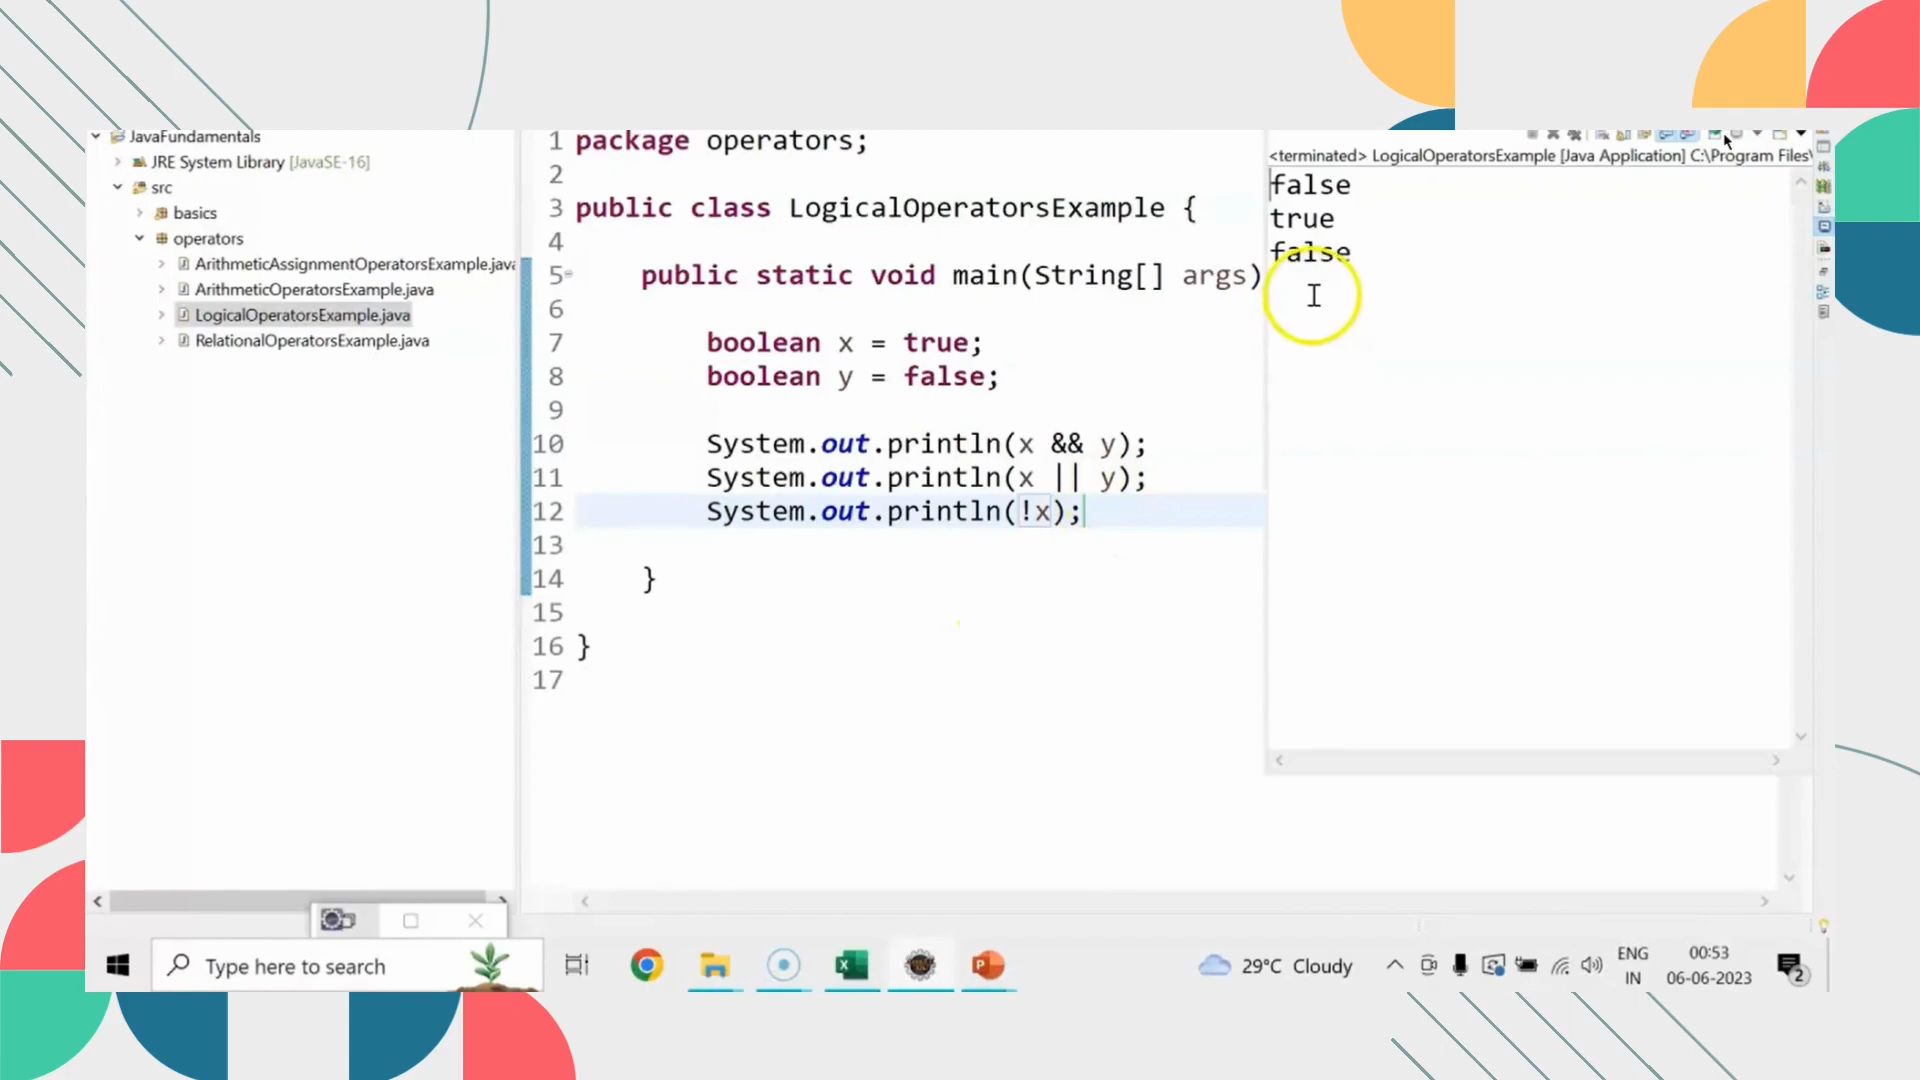 JavaFundamentals
JRE System Library [JavaSE-16]
src
basics
operators
ArithmeticAssignmentOperatorsExample.java
ArithmeticOperatorsExample.java
LogicalOperatorsExample.java
RelationalOperatorsExample.java
1 package operators;
2
3 public class LogicalOperatorsExample {
4
5 public static void main(String[] args)
6
7 boolean x = true;
8 boolean y = false;
9
10 System.out.println(x && y);
11 System.out.println(x || y);
12 System.out.println(!x);
13
14 }
15
16 }
17
<terminated> LogicalOperatorsExample [Java Application] C:\Program Files\
false
true
false
Type here to search
29°C Cloudy
ENG
IN
00:53
06-06-2023
2